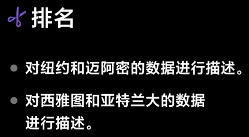 排名
对纽约和迈阿密的数据进行描述。
对西雅图和亚特兰大的数据
进行描述。